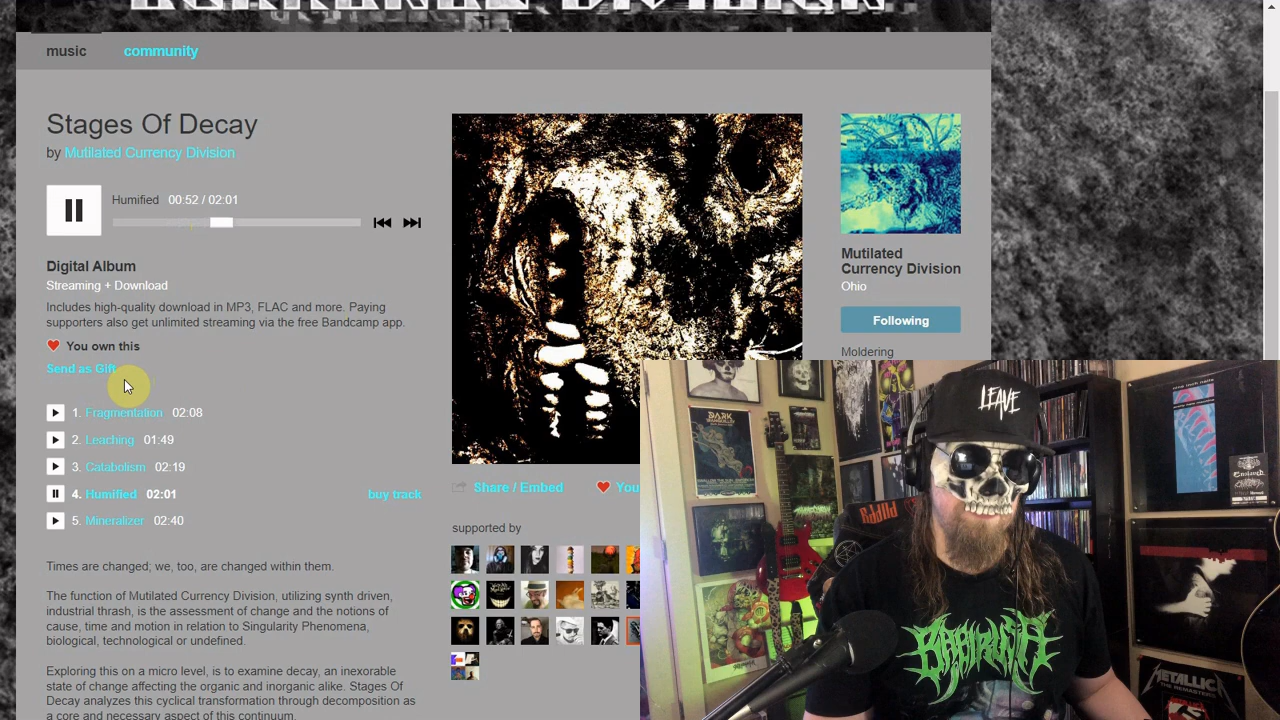 music
community
Stages Of Decay
by Mutilated Currency Division
Humified 00:52 / 02:01
Digital Album
Streaming + Download
Includes high-quality download in MP3, FLAC and more. Paying
supporters also get unlimited streaming via the free Bandcamp app.
You own this
Send as Gift
1. Fragmentation 02:08
2. Leaching 01:49
3. Catabolism 02:19
4. Humified 02:01 buy track
5. Mineralizer 02:40
Times are changed; we, too, are changed within them.
The function of Mutilated Currency Division, utilizing synth driven,
industrial thrash, is the assessment of change and the notions of
cause, time and motion in relation to Singularity Phenomena,
biological, technological or undefined.
Exploring this on a micro level, is to examine decay, an inexorable
state of change affecting the organic and inorganic alike. Stages Of
Decay analyzes this cyclical transformation through decomposition as
a core and necessary aspect of this continuum.
Share / Embed
You
supported by
Mutilated
Currency Division
Ohio
Following
Moldering
LEAVE
DARK
TRANQUILLITY
POPPY
BABIRUSA
nine inch nails
METALLICA